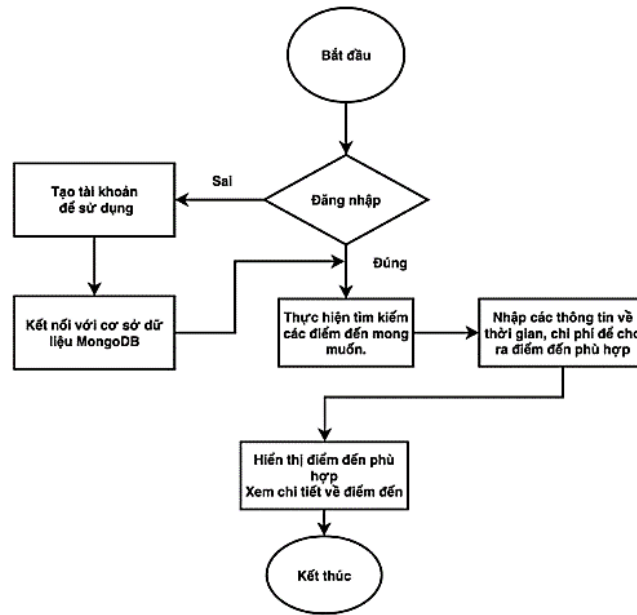 Bắt đầu
Sai
Tạo tài khoản
để sử dụng
Đăng nhập
Đúng
Kết nối với cơ sở dữ
liệu MongoDB
Thực hiện tìm kiếm
các điểm đến mong
muốn.
Nhập các thông tin về
thời gian, chi phí để cho
ra điểm đến phù hợp
Hiển thị điểm đến phù
hợp
Xem chi tiết về điểm đến
Kết thúc